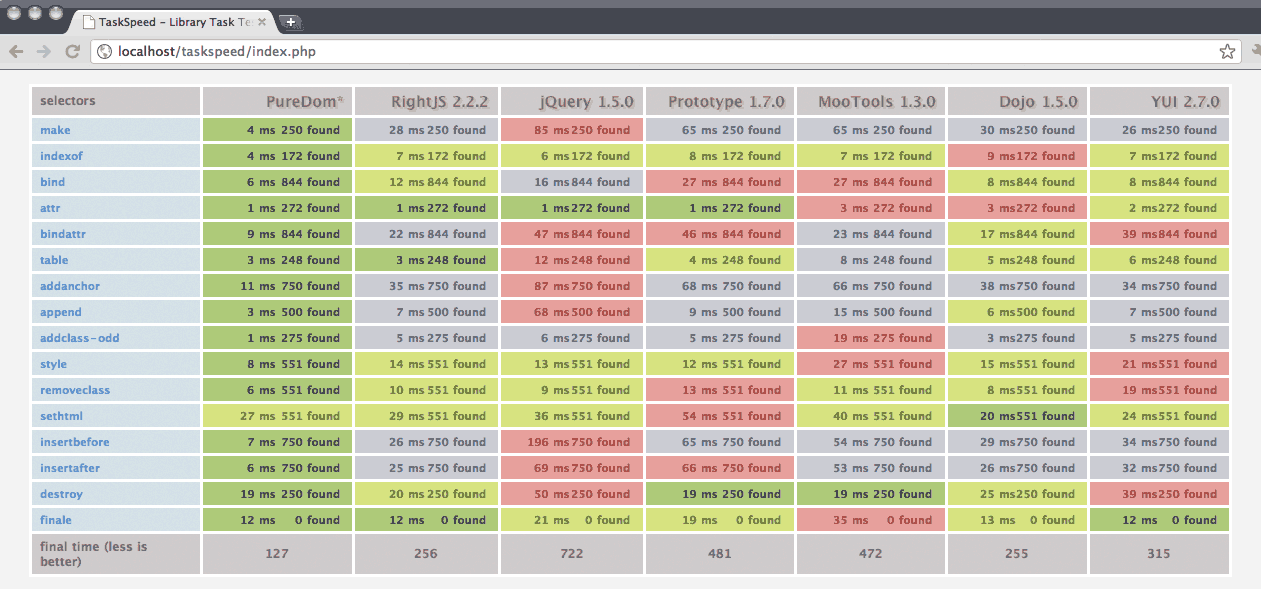 TaskSpeed - Library Task Te
localhost/taskspeed/index.php
selectors PureDom* RightJS 2.2.2 jQuery 1.5.0 Prototype 1.7.0 MooTools 1.3.0 Dojo 1.5.0 YUI 2.7.0
make 4 ms 250 found 28 ms 250 found 85 ms 250 found 65 ms 250 found 65 ms 250 found 30 ms 250 found 26 ms 250 found
indexof 4 ms 172 found 7 ms 172 found 6 ms 172 found 8 ms 172 found 7 ms 172 found 9 ms 172 found 7 ms 172 found
bind 6 ms 844 found 12 ms 844 found 16 ms 844 found 27 ms 844 found 27 ms 844 found 8 ms 844 found 8 ms 844 found
attr 1 ms 272 found 1 ms 272 found 1 ms 272 found 1 ms 272 found 3 ms 272 found 3 ms 272 found 2 ms 272 found
bindattr 9 ms 844 found 22 ms 844 found 47 ms 844 found 46 ms 844 found 23 ms 844 found 17 ms 844 found 39 ms 844 found
table 3 ms 248 found 3 ms 248 found 12 ms 248 found 4 ms 248 found 8 ms 248 found 5 ms 248 found 6 ms 248 found
addanchor 11 ms 750 found 35 ms 750 found 87 ms 750 found 68 ms 750 found 66 ms 750 found 38 ms 750 found 34 ms 750 found
append 3 ms 500 found 7 ms 500 found 68 ms 500 found 9 ms 500 found 15 ms 500 found 6 ms 500 found 7 ms 500 found
addclass-odd 1 ms 275 found 5 ms 275 found 6 ms 275 found 5 ms 275 found 19 ms 275 found 3 ms 275 found 5 ms 275 found
style 8 ms 551 found 14 ms 551 found 13 ms 551 found 12 ms 551 found 27 ms 551 found 15 ms 551 found 21 ms 551 found
removeclass 6 ms 551 found 10 ms 551 found 9 ms 551 found 13 ms 551 found 11 ms 551 found 8 ms 551 found 19 ms 551 found
sethtml 27 ms 551 found 29 ms 551 found 36 ms 551 found 54 ms 551 found 40 ms 551 found 20 ms 551 found 24 ms 551 found
insertbefore 7 ms 750 found 26 ms 750 found 196 ms 750 found 65 ms 750 found 54 ms 750 found 29 ms 750 found 34 ms 750 found
insertafter 6 ms 750 found 25 ms 750 found 69 ms 750 found 66 ms 750 found 53 ms 750 found 26 ms 750 found 32 ms 750 found
destroy 19 ms 250 found 20 ms 250 found 50 ms 250 found 19 ms 250 found 19 ms 250 found 25 ms 250 found 39 ms 250 found
finale 12 ms 0 found 12 ms 0 found 21 ms 0 found 19 ms 0 found 35 ms 0 found 13 ms 0 found 12 ms 0 found
final time (less is
better) 127 256 722 481 472 255 315